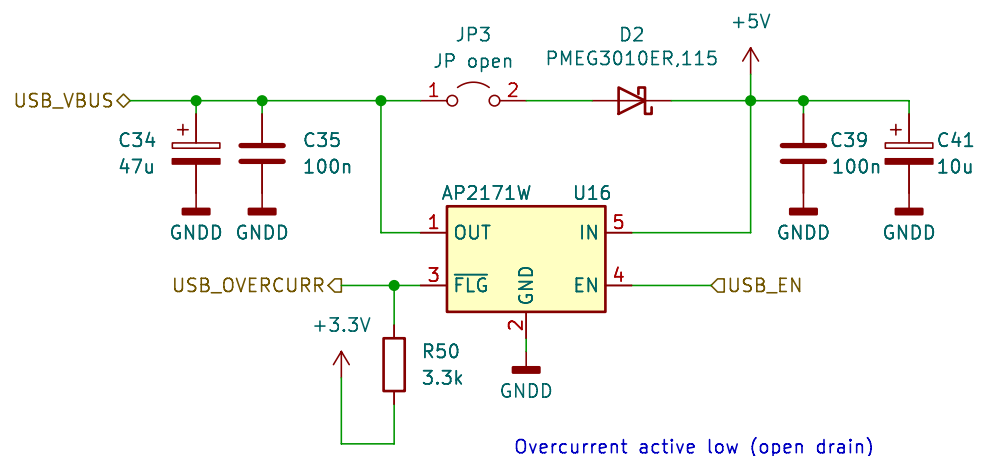 +5V
JP3
JP open
D2
PMEG3010ER,115
1
2
USB_VBUS
C34
47u
C35
100n
C39
100n
C41
10u
GNDD
GNDD
GNDD
GNDD
AP2171W
U16
1
OUT
IN
5
USB_OVERCURR
3
FLG
GND
EN
4
USB_EN
2
+3.3V
R50
3.3k
GNDD
Overcurrent active low (open drain)